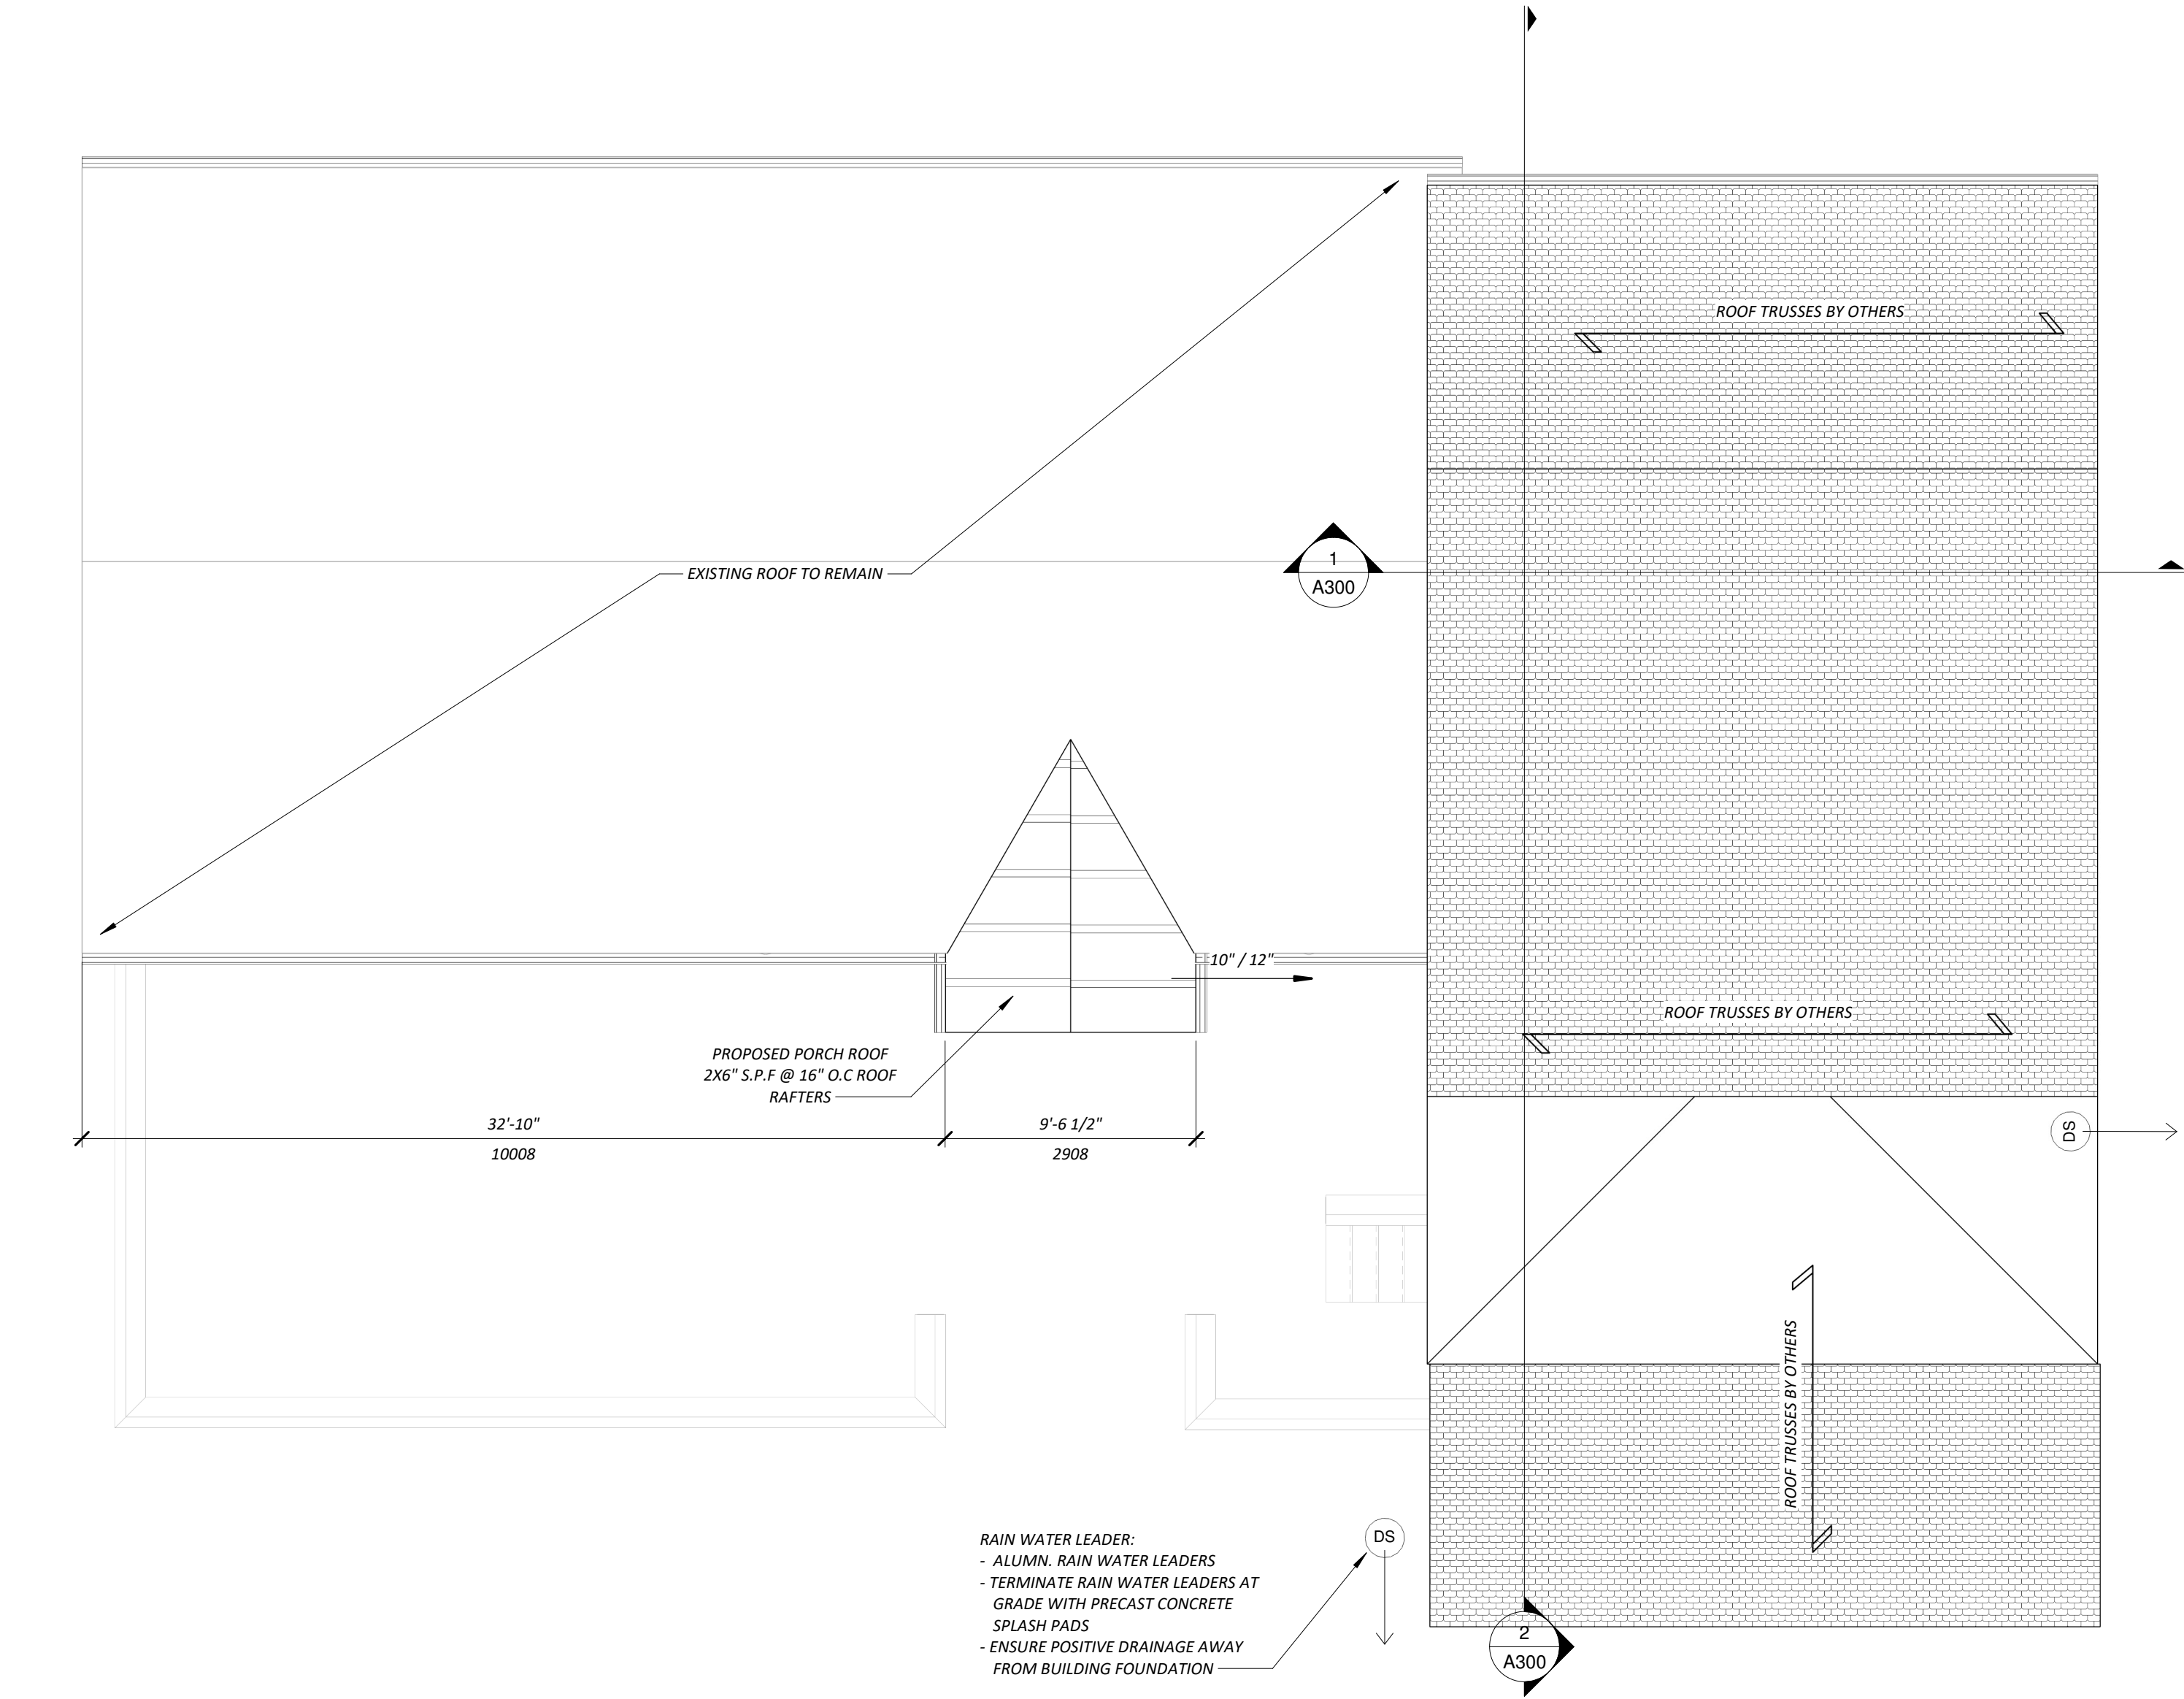 ROOF TRUSSES BY OTHERS
EXISTING ROOF TO REMAIN
1
A300
10" / 12"
ROOF TRUSSES BY OTHERS
PROPOSED PORCH ROOF
2X6" S.P.F @ 16" O.C ROOF
RAFTERS
32'-10"
10008
9'-6 1/2"
2908
DS
ROOF TRUSSES BY OTHERS
RAIN WATER LEADER:
- ALUMN. RAIN WATER LEADERS
- TERMINATE RAIN WATER LEADERS AT
GRADE WITH PRECAST CONCRETE
SPLASH PADS
- ENSURE POSITIVE DRAINAGE AWAY
FROM BUILDING FOUNDATION
DS
2
A300